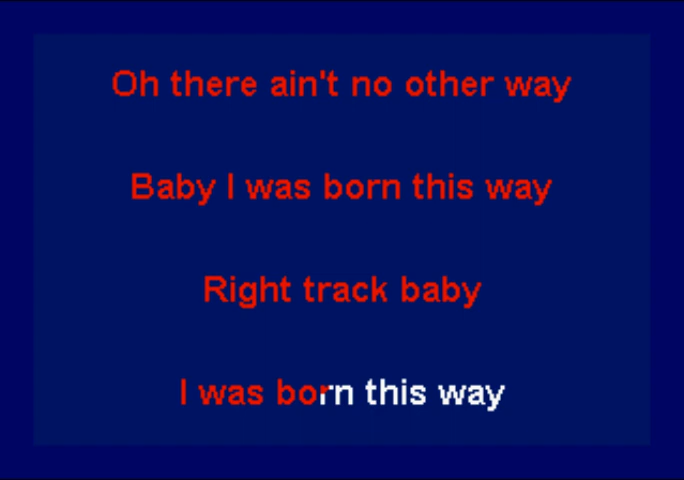 Oh there ain't no other way
Baby I was born this way
Right track baby
I was born this way